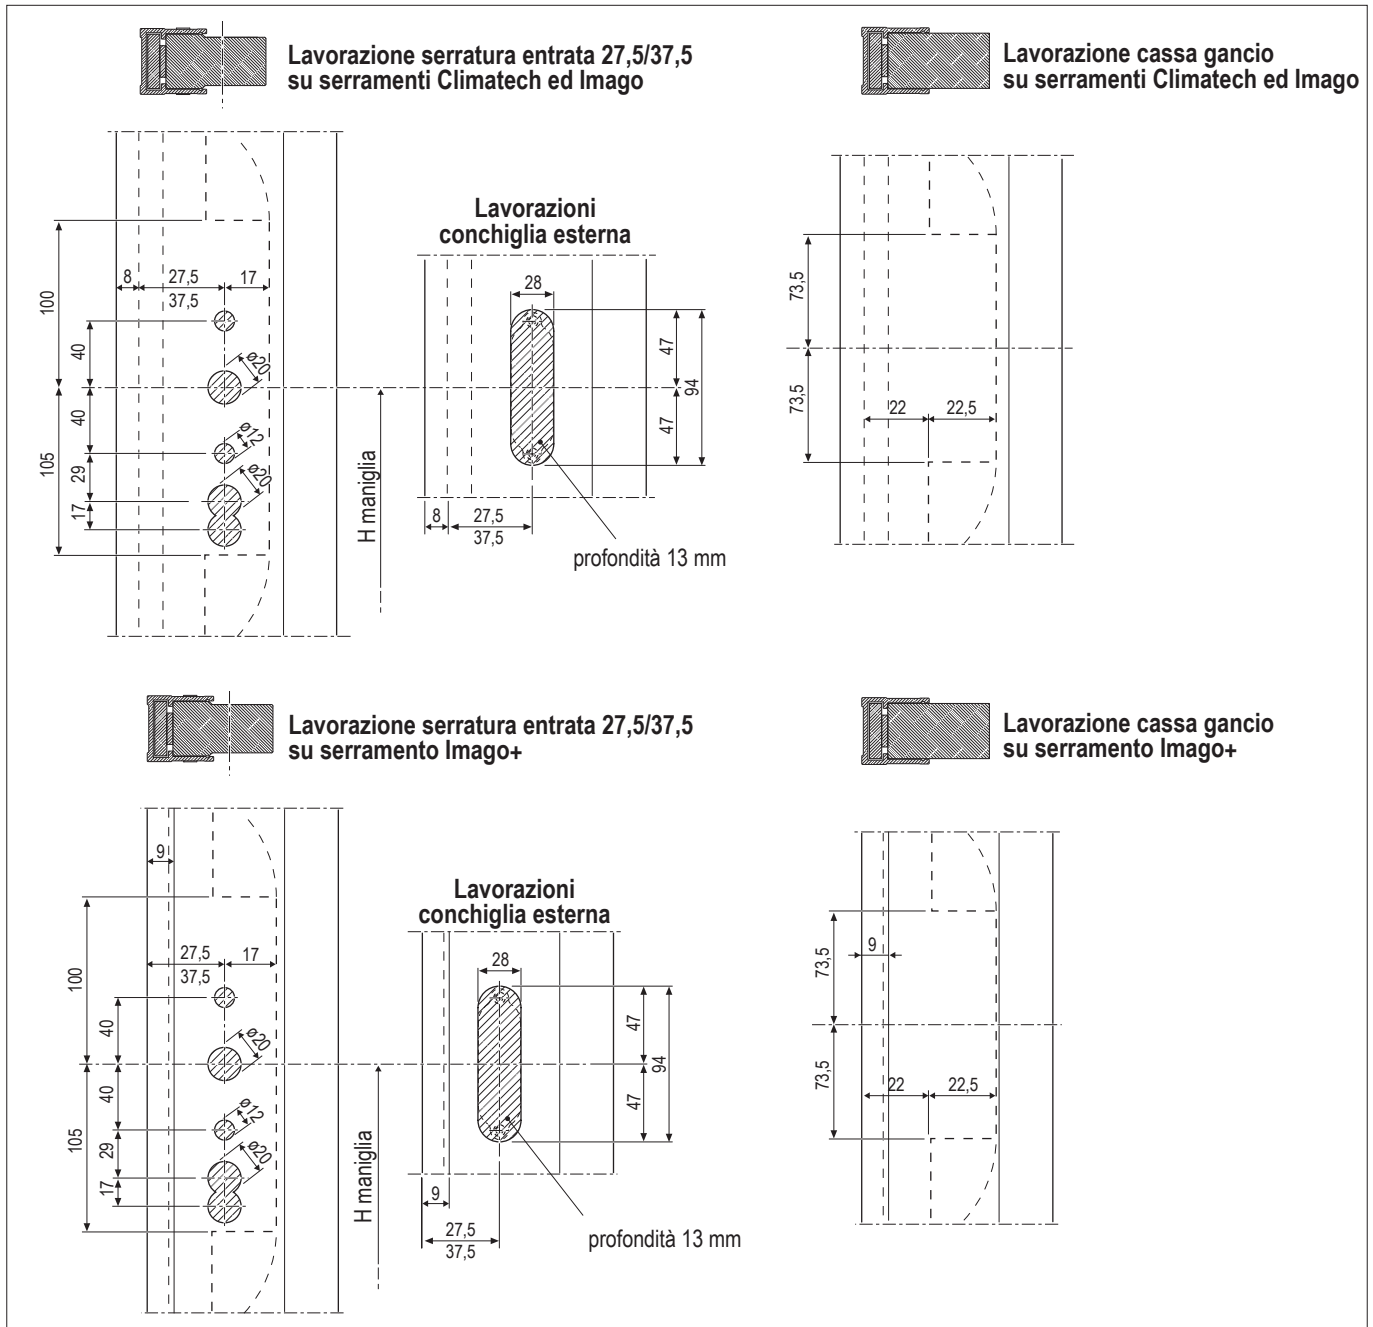 Lavorazione serratura entrata 27,5/37,5
su serramenti Climatech ed Imago
Lavorazione cassa gancio
su serramenti Climatech ed Imago
8
27,5
37,5
17
100
40
ø20
40
105
ø12
29
ø20
17
H maniglia
Lavorazioni
conchiglia esterna
28
47
94
47
8
27,5
37,5
profondità 13 mm
73,5
73,5
22
22,5
Lavorazione serratura entrata 27,5/37,5
su serramento Imago+
Lavorazione cassa gancio
su serramento Imago+
9
27,5
37,5
17
100
40
ø20
40
105
ø12
29
ø20
17
H maniglia
Lavorazioni
conchiglia esterna
28
47
94
47
9
27,5
37,5
profondità 13 mm
73,5
9
73,5
22
22,5